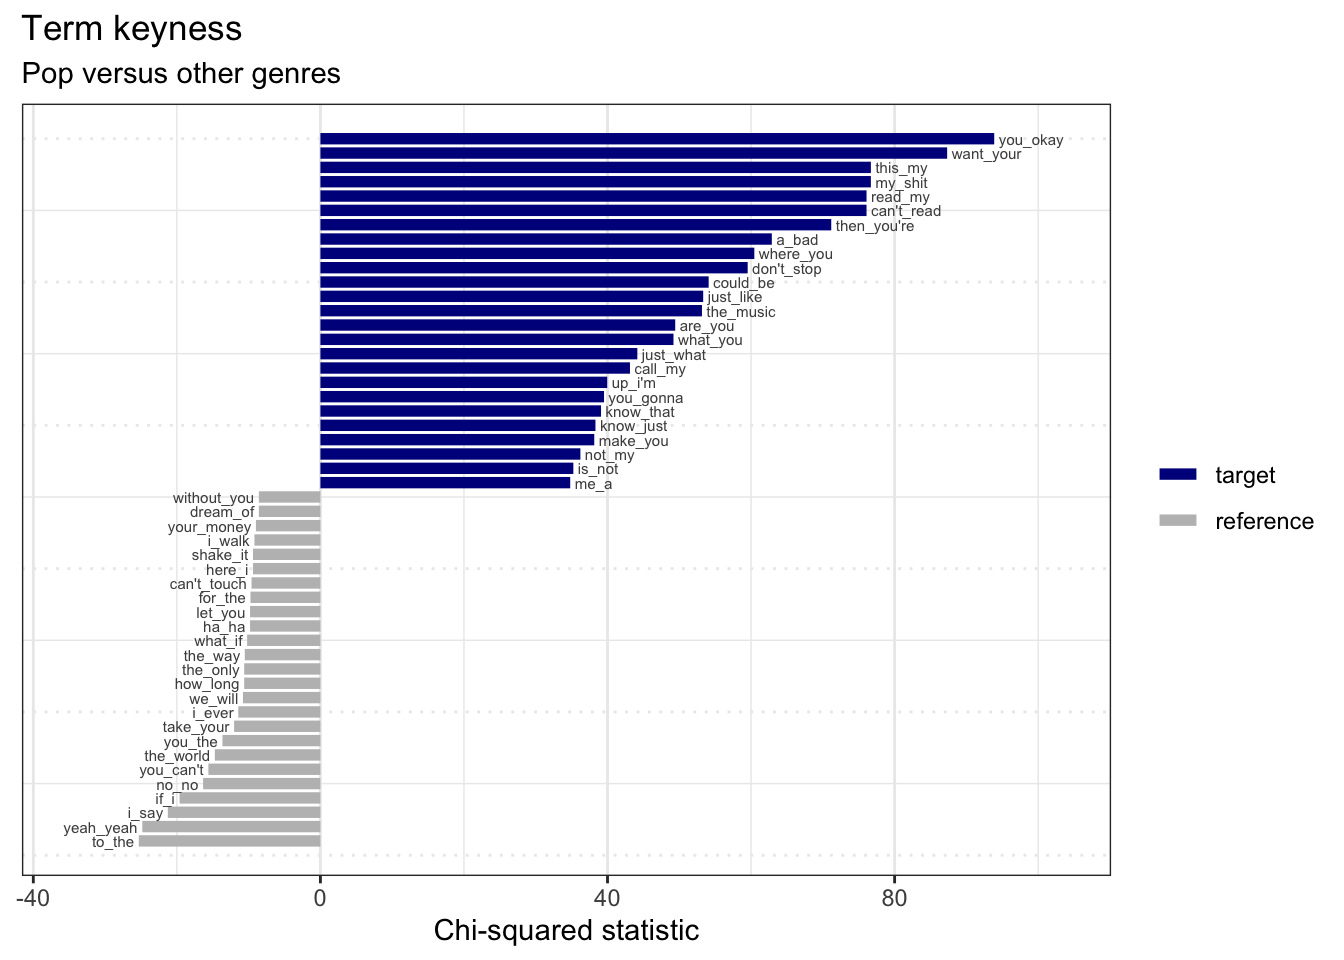 Term keyness
Pop versus other genres
you_okay
want_your
this_my
my_shit
read_my
can't_read
then_you're
a_bad
where_you
don't_stop
could_be
just_like
the_music
are_you
what_you
just_what
call_my
up_i'm
you_gonna
know_that
know_just
make_you
not_my
is_not
me_a
without_you
dream_of
your_money
i_walk
shake_it
here_i
can't_touch
for_the
let_you
ha_ha
what_if
the_way
the_only
how_long
we_will
i_ever
take_your
you_the
the_world
you_can't
no_no
if_i
i_say
yeah_yeah
to_the
target
reference
-40 0 40 80
Chi-squared statistic